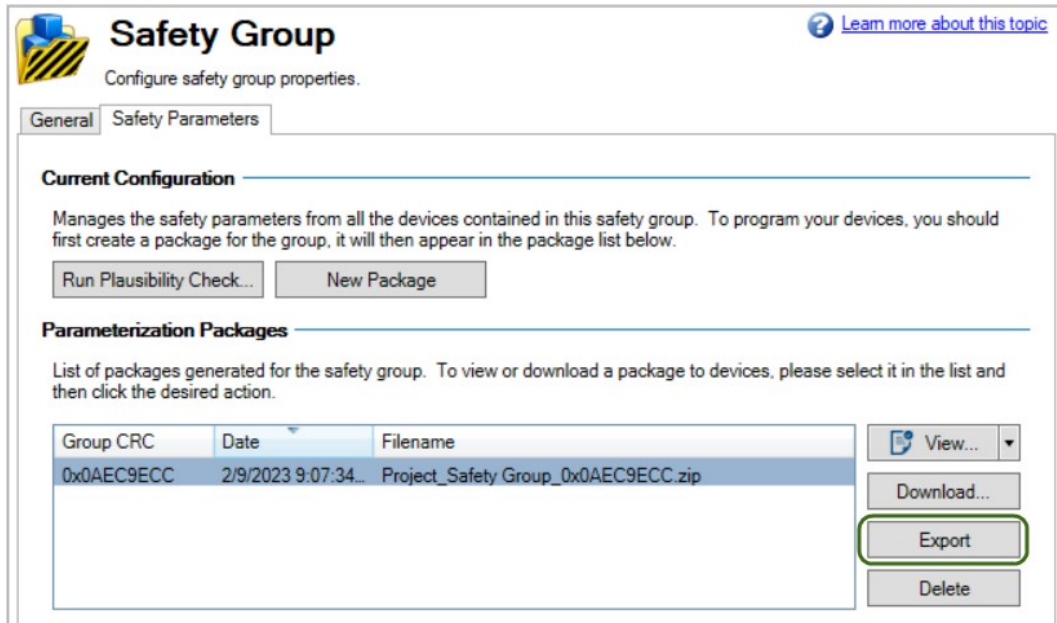 Safety Group
Learn more about this topic
Configure safety group properties.
General
Safety Parameters
Current Configuration
Manages the safety parameters from all the devices contained in this safety group. To program your devices, you should
first create a package for the group, it will then appear in the package list below.
Run Plausibility Check...
New Package
Parameterization Packages
List of packages generated for the safety group. To view or download a package to devices, please select it in the list and
then click the desired action.
Group CRC
Date
Filename
View...
0x0AEC9ECC
2/9/2023 9:07:34...
Project_Safety Group_0x0AEC9ECC.zip
Download...
Export
Delete